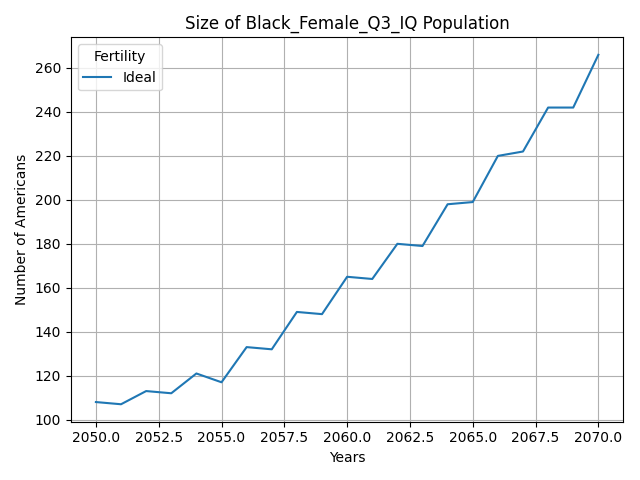 Size of Black_Female_Q3_IQ Population
Fertility
Ideal
Number of Americans
260
240
220
200
180
160
140
120
100
2050.0 2052.5 2055.0 2057.5 2060.0 2062.5 2065.0 2067.5 2070.0
Years